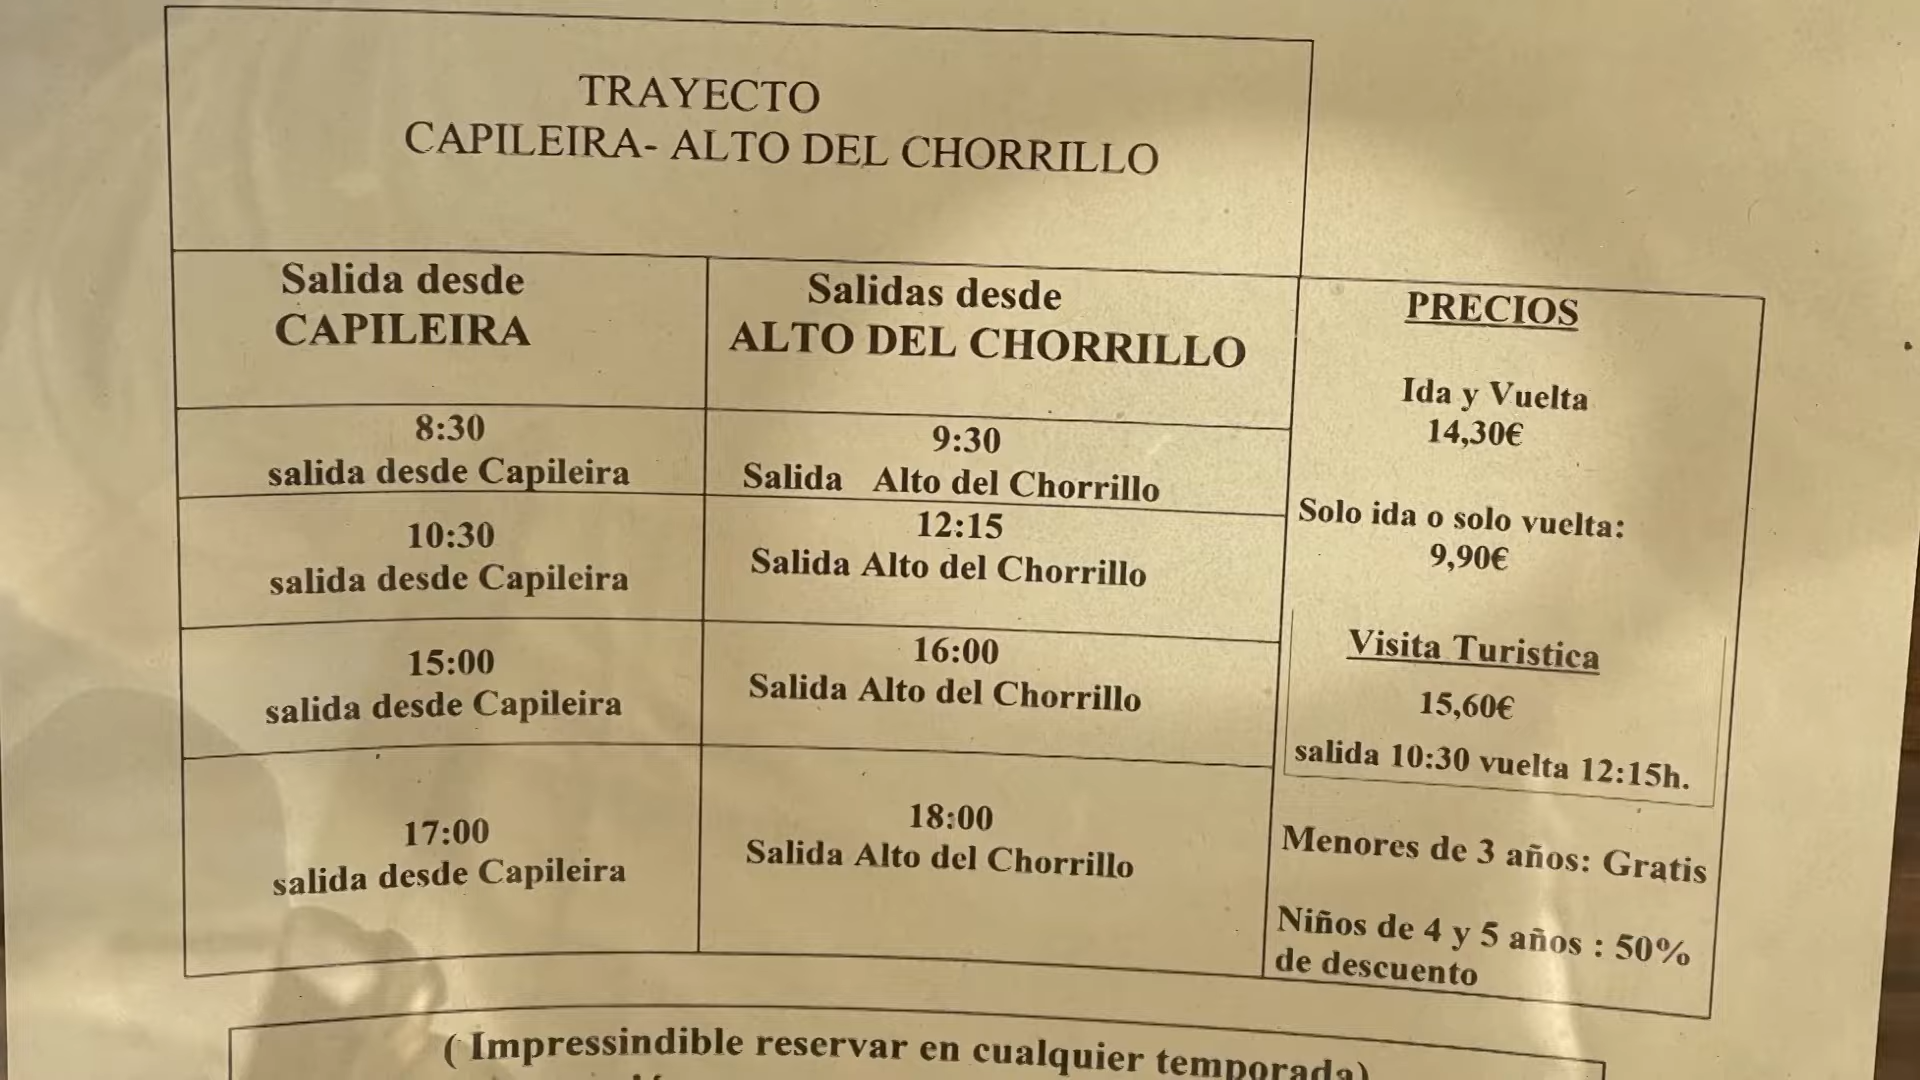 TRAYECTO
CAPILEIRA- ALTO DEL CHORRILLO
Salida desde
CAPILEIRA
Salidas desde
ALTO DEL CHORRILLO
8:30
salida desde Capileira
9:30
Salida Alto del Chorrillo
10:30
salida desde Capileira
12:15
Salida Alto del Chorrillo
15:00
salida desde Capileira
16:00
Salida Alto del Chorrillo
17:00
salida desde Capileira
18:00
Salida Alto del Chorrillo
PRECIOS
Ida y Vuelta
14,30€
Solo ida o solo vuelta:
9,90€
Visita Turistica
15,60€
salida 10:30 vuelta 12:15h.
Menores de 3 años: Gratis
Niños de 4 y 5 años : 50%
de descuento
( Impressindible reservar en cualquier temporada)